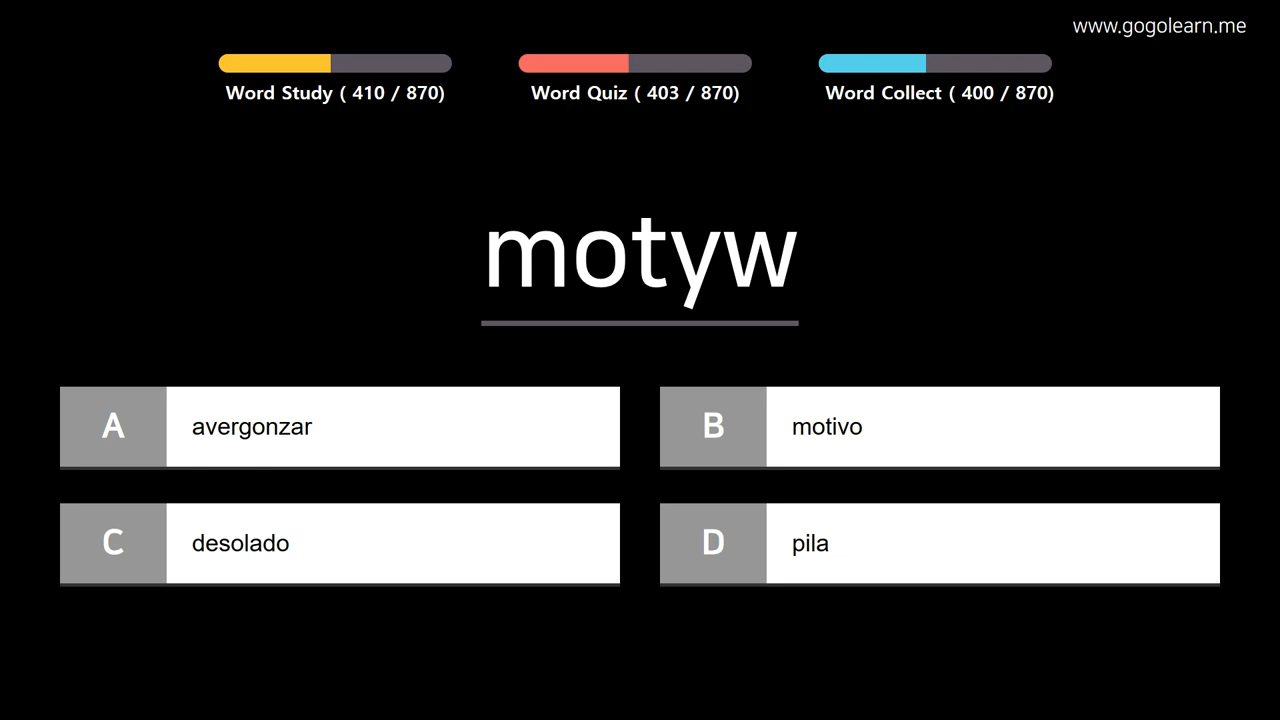 www.gogolearn.me
Word Study ( 410 / 870)
Word Quiz ( 403 / 870)
Word Collect ( 400 / 870)
motyw
A avergonzar
B motivo
C desolado
D pila